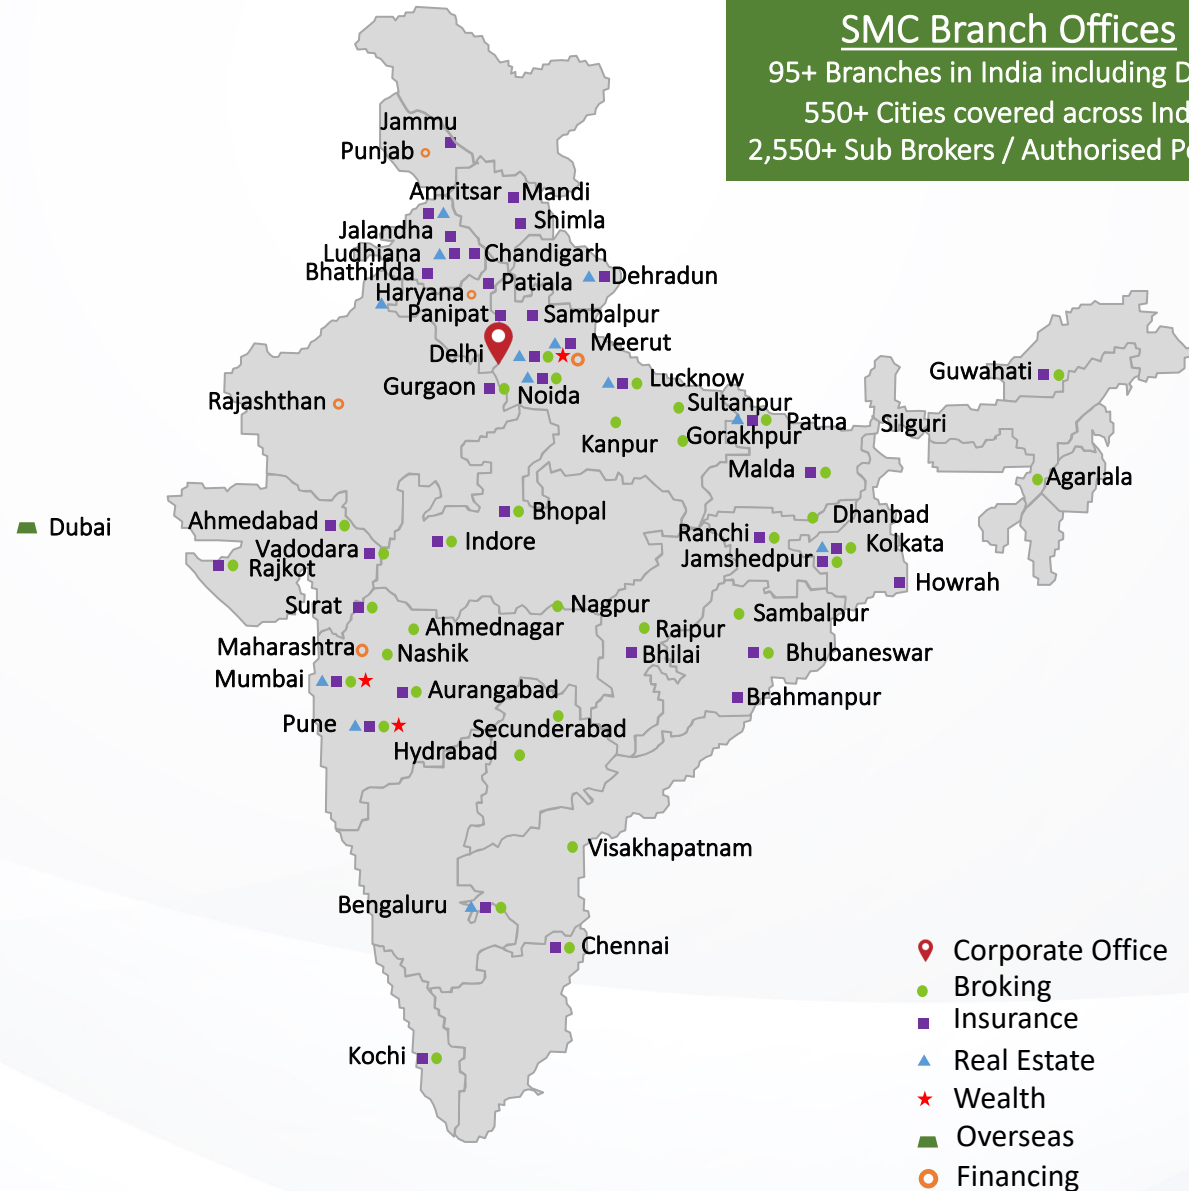 SMC Branch Offices
95+ Branches in India including
550+ Cities covered across
2,550+ Sub Brokers / Authorised
Jammu
Punjab
Amritsar
Mandi
Shimla
Jalandha
Ludhiana
Chandigarh
Bhathinda
Patiala
Dehradun
Haryana
Panipat
Sambalpur
Delhi
Meerut
Gurgaon
Noida
Lucknow
Guwahati
Rajashthan
Sultanpur
Patna
Silguri
Kanpur
Gorakhpur
Malda
Agarlala
Dubai
Ahmedabad
Bhopal
Dhanbad
Ranchi
Vadodara
Indore
Kolkata
Rajkot
Jamshedpur
Howrah
Surat
Nagpur
Sambalpur
Ahmednagar
Raipur
Maharashtra
Nashik
Bhilai
Bhubaneswar
Mumbai
Aurangabad
Brahmanpur
Pune
Secunderabad
Hydrabad
Visakhapatnam
Bengaluru
Chennai
Kochi
Corporate Office
Broking
Insurance
Real Estate
Wealth
Overseas
Financing